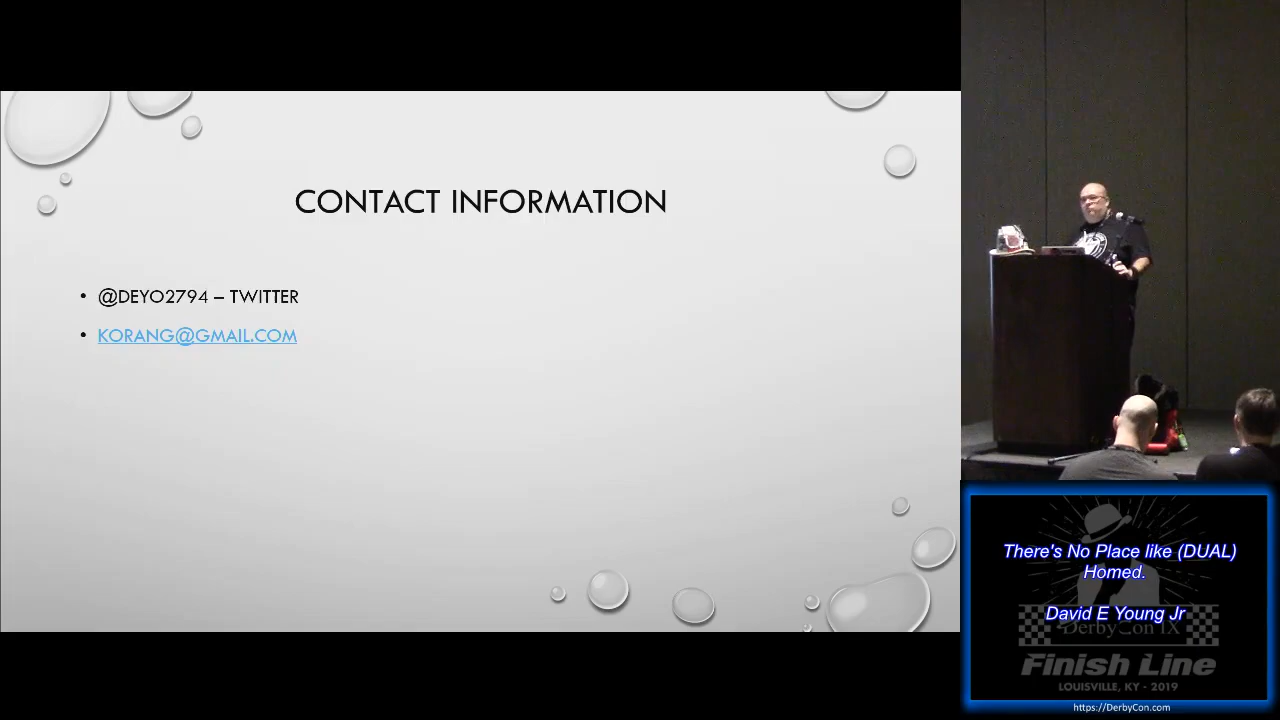 CONTACT INFORMATION
• @DEYO2794 – TWITTER
• KORANG@GMAIL.COM
There's No Place like (DUAL)
Homed.
David E Young Jr
DerbyCon IX
Finish Line
LOUISVILLE, KY - 2019
https://DerbyCon.com